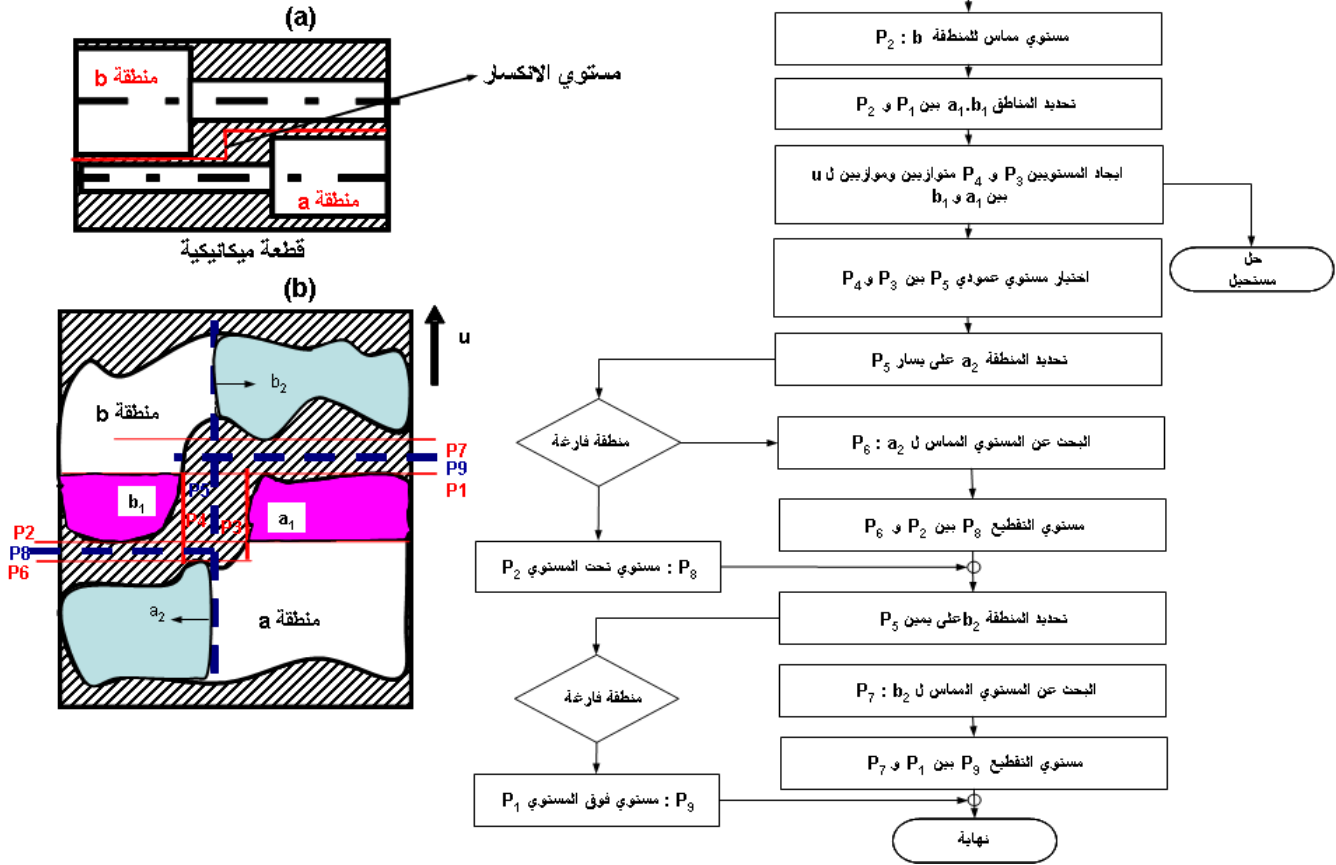 (a)
منطقة b
مستوي الانكسار
منطقة a
قطعة ميكانيكية
(b)
u
b₂
منطقة b
P7
P9
P1
P5
b₁
P4
P3
a₁
P2
P8
P6
a₂
منطقة a
مستوي مماس للمنطقة P₂ : b
تحديد المناطق a₁.b₁ بين P₁ و P₂
ايجاد المستويين P₃ و P₄ متوازيين وموازيين ل u
بين a₁ و b₁
حل
مستحيل
اختيار مستوي عمودي P₅ بين P₃ و P₄
تحديد المنطقة a₂ على يسار P₅
منطقة فارغة
البحث عن المستوي المماس ل P₆ : a₂
مستوي التقطيع P₈ بين P₂ و P₆
P₈ : مستوي تحت المستوي P₂
تحديد المنطقة b₂ على يمين P₅
منطقة فارغة
البحث عن المستوي المماس ل P₇ : b₂
مستوي التقطيع P₉ بين P₁ و P₇
P₉ : مستوي فوق المستوي P₁
نهاية